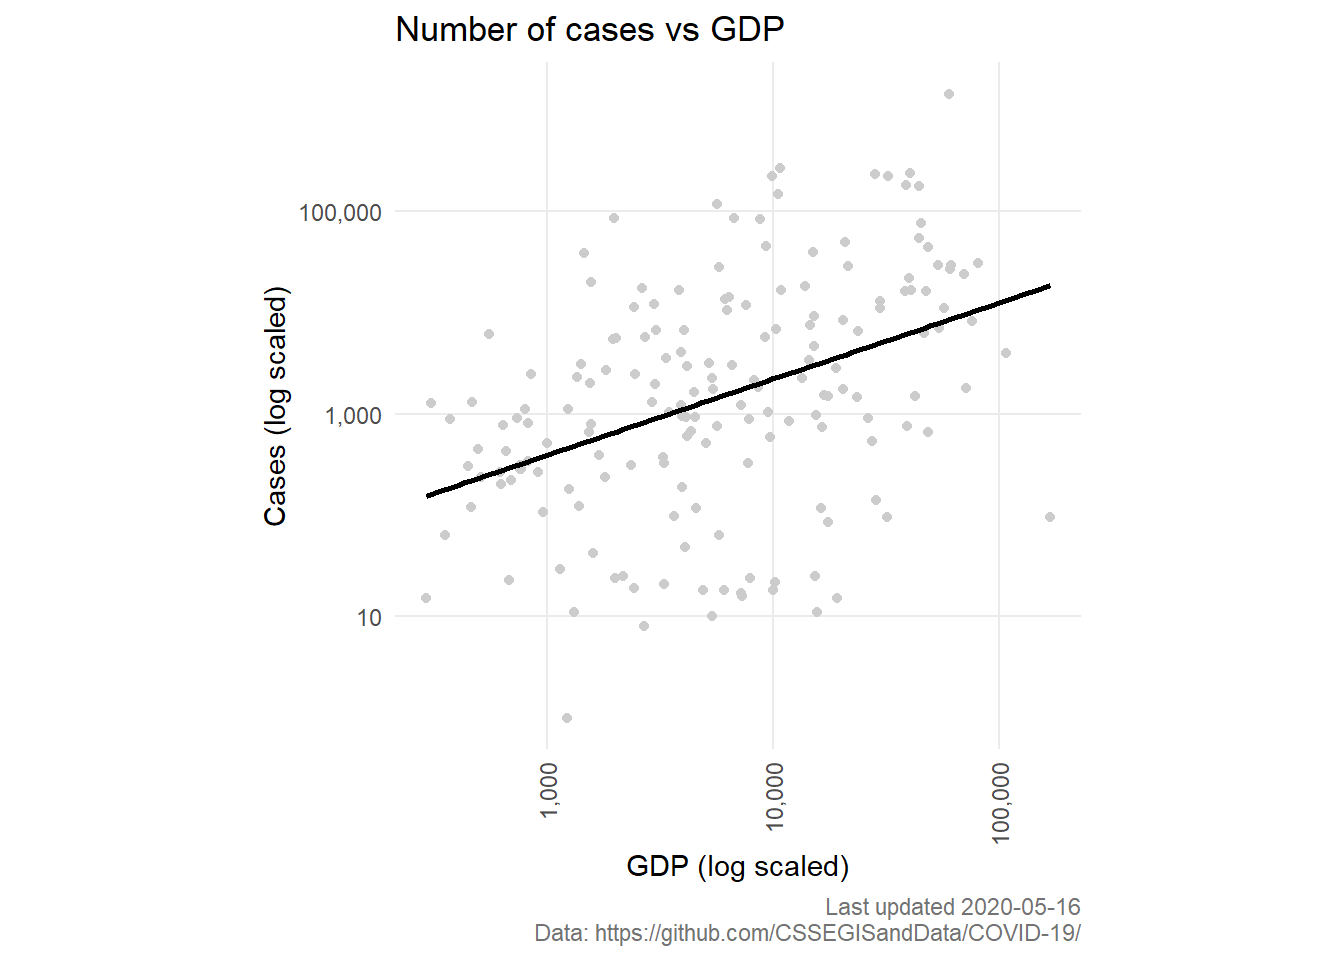 Number of cases vs GDP
100,000
1,000
10
Cases (log scaled)
1,000
10,000
100,000
GDP (log scaled)
Last updated 2020-05-16
Data: https://github.com/CSSEGISandData/COVID-19/